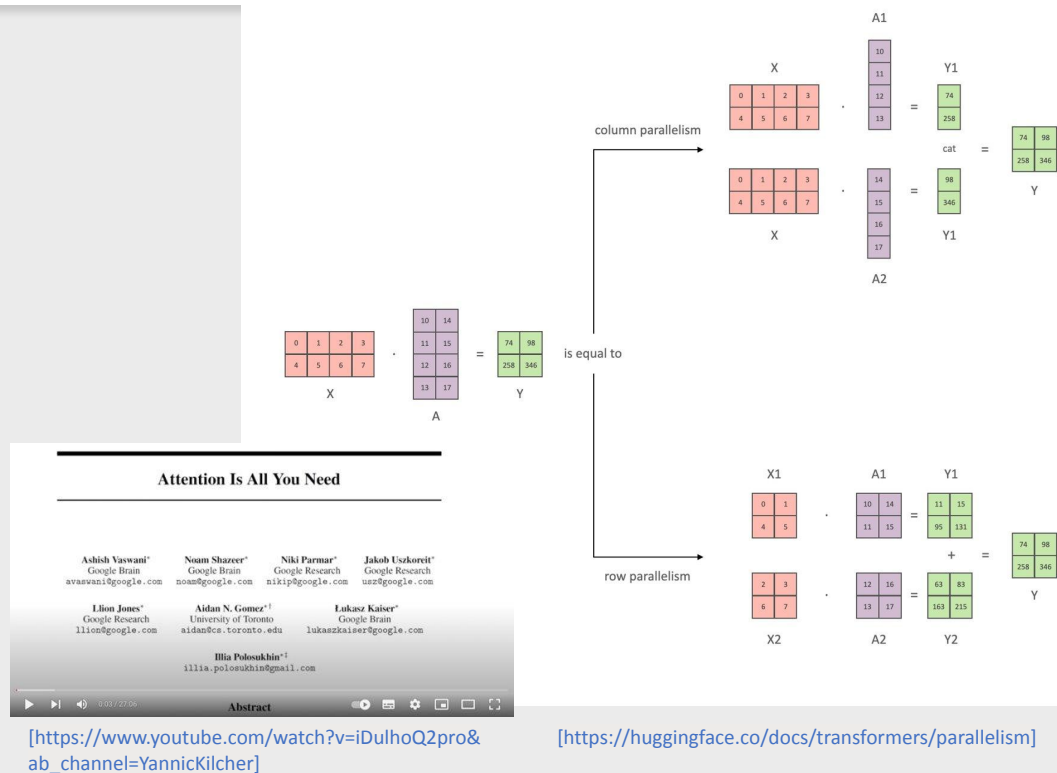 A1
10
11
12
13
X
0 1 2 3
4 5 6 7
·
=
Y1
74
258
column parallelism
cat
=
74 98
258 346
Y
0 1 2 3
4 5 6 7
X
·
14
15
16
17
A2
=
98
346
Y1
0 1 2 3
4 5 6 7
X
·
10 14
11 15
12 16
13 17
A
=
74 98
258 346
Y
is equal to
X1
0 1
4 5
·
A1
10 14
11 15
=
Y1
11 15
95 131
+
=
74 98
258 346
Y
row parallelism
2 3
6 7
X2
·
12 16
13 17
A2
=
63 83
163 215
Y2
Attention Is All You Need
Ashish Vaswani* Noam Shazeer* Niki Parmar* Jakob Uszkoreit*
Google Brain Google Brain Google Research Google Research
avaswani@google.com noam@google.com nikip@google.com usz@google.com
Llion Jones* Aidan N. Gomez*† Łukasz Kaiser*
Google Research University of Toronto Google Brain
llion@google.com aidan@cs.toronto.edu lukaszkaiser@google.com
Illia Polosukhin*‡
illia.polosukhin@gmail.com
0:00 / 27:06
Abstract
[https://www.youtube.com/watch?v=iDulhoQ2pro&
ab_channel=YannicKilcher]
[https://huggingface.co/docs/transformers/parallelism]